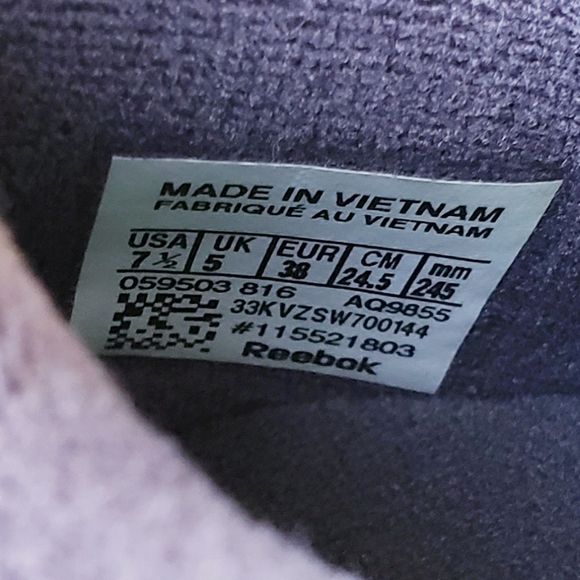 MADE IN VIETNAM
FABRIQUÉ AU VIETNAM
USA UK EUR CM mm
7 ½ 5 38 24.5 245
059503 816 AQ9855
33KVZSW700144
#115521803
Reebok